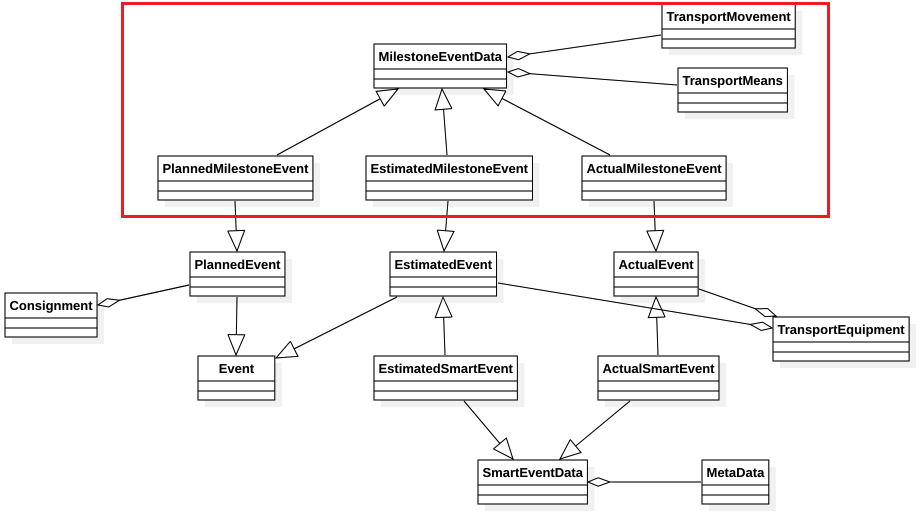 TransportMovement
MilestoneEventData
TransportMeans
PlannedMilestoneEvent
EstimatedMilestoneEvent
ActualMilestoneEvent
PlannedEvent
EstimatedEvent
ActualEvent
Consignment
TransportEquipment
Event
EstimatedSmartEvent
ActualSmartEvent
SmartEventData
MetaData